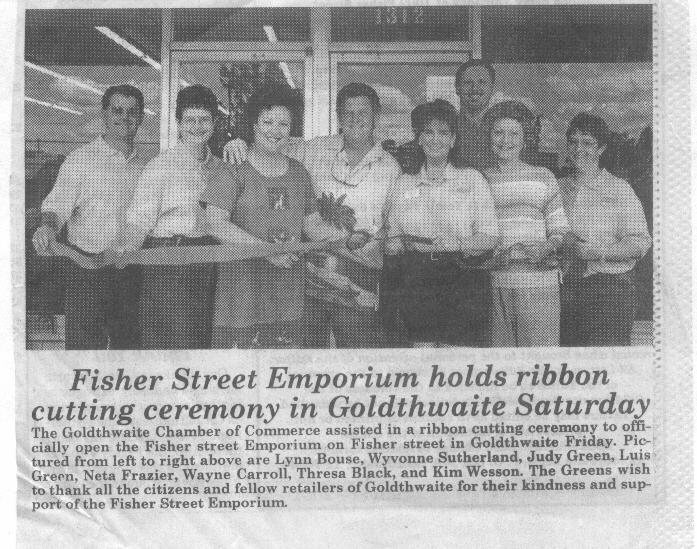 1312
Fisher Street Emporium holds ribbon
cutting ceremony in Goldthwaite Saturday
The Goldthwaite Chamber of Commerce assisted in a ribbon cutting ceremony to offi-
cially open the Fisher street Emporium on Fisher street in Goldthwaite Friday. Pic-
tured from left to right above are Lynn Bouse, Wyvonne Sutherland, Judy Green, Luis
Green, Neta Frazier, Wayne Carroll, Thresa Black, and Kim Wesson. The Greens wish
to thank all the citizens and fellow retailers of Goldthwaite for their kindness and sup-
port of the Fisher Street Emporium.